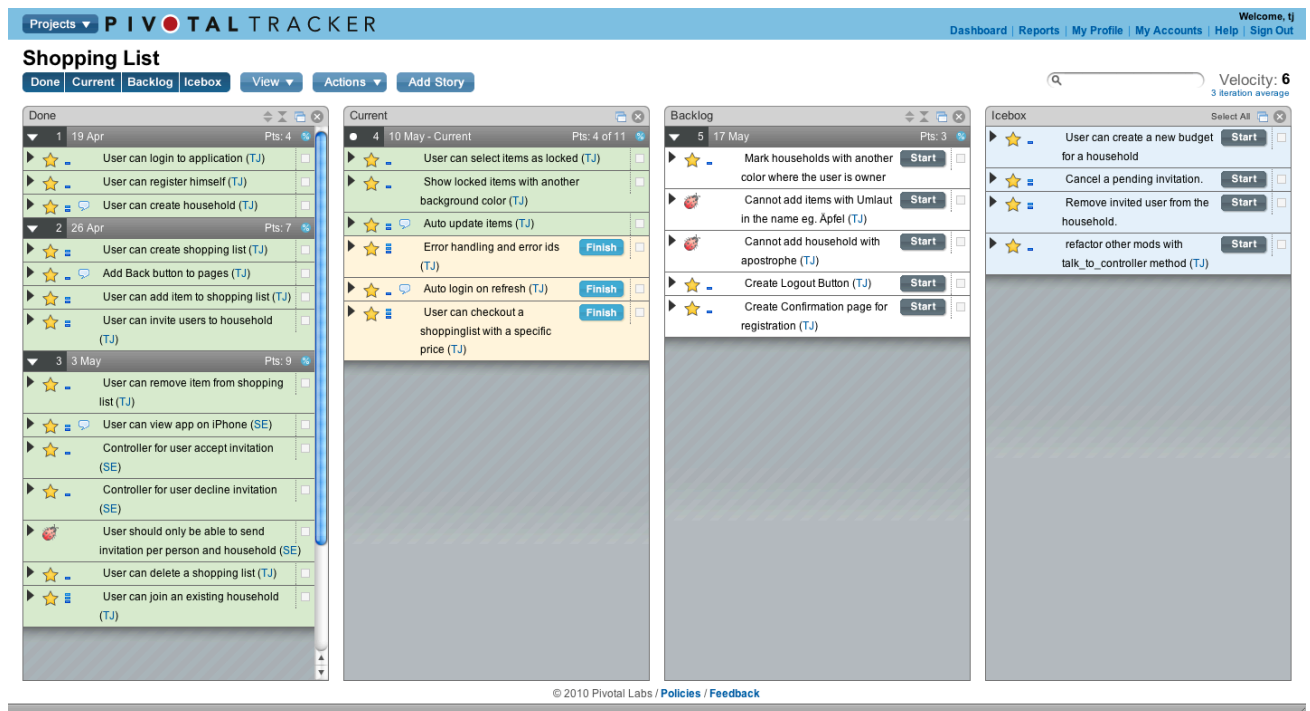 Projects PIVOTAL TRACKER
Welcome, tj
Dashboard | Reports | My Profile | My Accounts | Help | Sign Out
Shopping List
Done Current Backlog Icebox View Actions Add Story
Velocity: 6
3 iteration average
Done
1 19 Apr Pts: 4
User can login to application (TJ)
User can register himself (TJ)
User can create household (TJ)
2 26 Apr Pts: 7
User can create shopping list (TJ)
Add Back button to pages (TJ)
User can add item to shopping list (TJ)
User can invite users to household
(TJ)
3 3 May Pts: 9
User can remove item from shopping
list (TJ)
User can view app on iPhone (SE)
Controller for user accept invitation
(SE)
Controller for user decline invitation
(SE)
User should only be able to send
invitation per person and household (SE)
User can delete a shopping list (TJ)
User can join an existing household
(TJ)
Current
4 10 May - Current Pts: 4 of 11
User can select items as locked (TJ)
Show locked items with another
background color (TJ)
Auto update items (TJ)
Error handling and error ids Finish
(TJ)
Auto login on refresh (TJ) Finish
User can checkout a Finish
shoppinglist with a specific
price (TJ)
Backlog
5 17 May Pts: 3
Mark households with another Start
color where the user is owner
Cannot add items with Umlaut Start
in the name eg. Äpfel (TJ)
Cannot add household with Start
apostrophe (TJ)
Create Logout Button (TJ) Start
Create Confirmation page for Start
registration (TJ)
Icebox Select All
User can create a new budget Start
for a household
Cancel a pending invitation. Start
Remove invited user from the Start
household.
refactor other mods with Start
talk_to_controller method (TJ)
© 2010 Pivotal Labs / Policies / Feedback